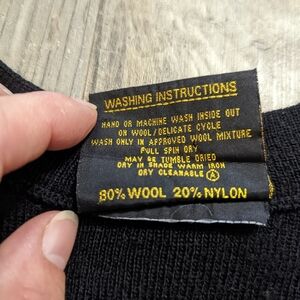 WASHING INSTRUCTIONS
HAND OR MACHINE WASH INSIDE OUT
ON WOOL/DELICATE CYCLE
WASH ONLY IN APPROVED WOOL MIXTURE
FULL SPIN DRY
MAY BE TUMBLE DRIED
DRY IN SHADE WARM IRON
DRY CLEANABLE Ⓐ
80% WOOL 20% NYLON